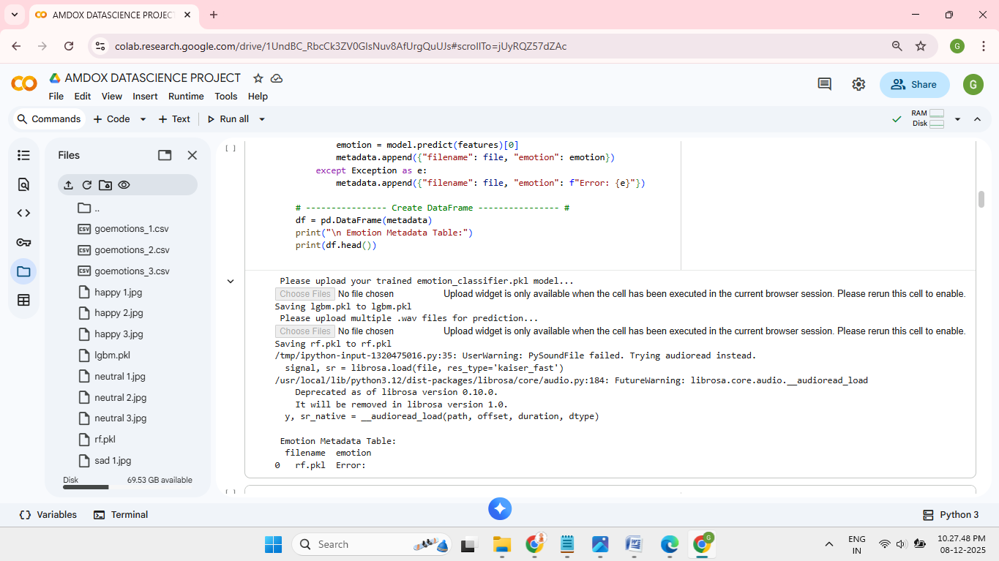 AMDOX DATASCIENCE PROJECT
colab.research.google.com/drive/1UndBC_RbcCk3ZV0GIsNuv8AfUrgQuUJs#scrollTo=jUyRQZ57dZAc
G
AMDOX DATASCIENCE PROJECT
File Edit View Insert Runtime Tools Help
Share
G
Commands + Code + Text Run all
RAM
Disk
Files
..
goemotions_1.csv
goemotions_2.csv
goemotions_3.csv
happy 1.jpg
happy 2.jpg
happy 3.jpg
lgbm.pkl
neutral 1.jpg
neutral 2.jpg
neutral 3.jpg
rf.pkl
sad 1.jpg
Disk 69.53 GB available
[ ]
emotion = model.predict(features)[0]
metadata.append({"filename": file, "emotion": emotion})
except Exception as e:
metadata.append({"filename": file, "emotion": f"Error: {e}"})
# ---------------- Create DataFrame ---------------- #
df = pd.DataFrame(metadata)
print("\n Emotion Metadata Table:")
print(df.head())
Please upload your trained emotion_classifier.pkl model...
Choose Files No file chosen Upload widget is only available when the cell has been executed in the current browser session. Please rerun this cell to enable.
Saving lgbm.pkl to lgbm.pkl
Please upload multiple .wav files for prediction...
Choose Files No file chosen Upload widget is only available when the cell has been executed in the current browser session. Please rerun this cell to enable.
Saving rf.pkl to rf.pkl
/tmp/ipython-input-1320475016.py:35: UserWarning: PySoundFile failed. Trying audioread instead.
signal, sr = librosa.load(file, res_type='kaiser_fast')
/usr/local/lib/python3.12/dist-packages/librosa/core/audio.py:184: FutureWarning: librosa.core.audio.__audioread_load
Deprecated as of librosa version 0.10.0.
It will be removed in librosa version 1.0.
y, sr_native = __audioread_load(path, offset, duration, dtype)
Emotion Metadata Table:
filename emotion
0 rf.pkl Error:
[ ]
Variables Terminal
Python 3
Search
ENG
IN
10.27.48 PM
08-12-2025